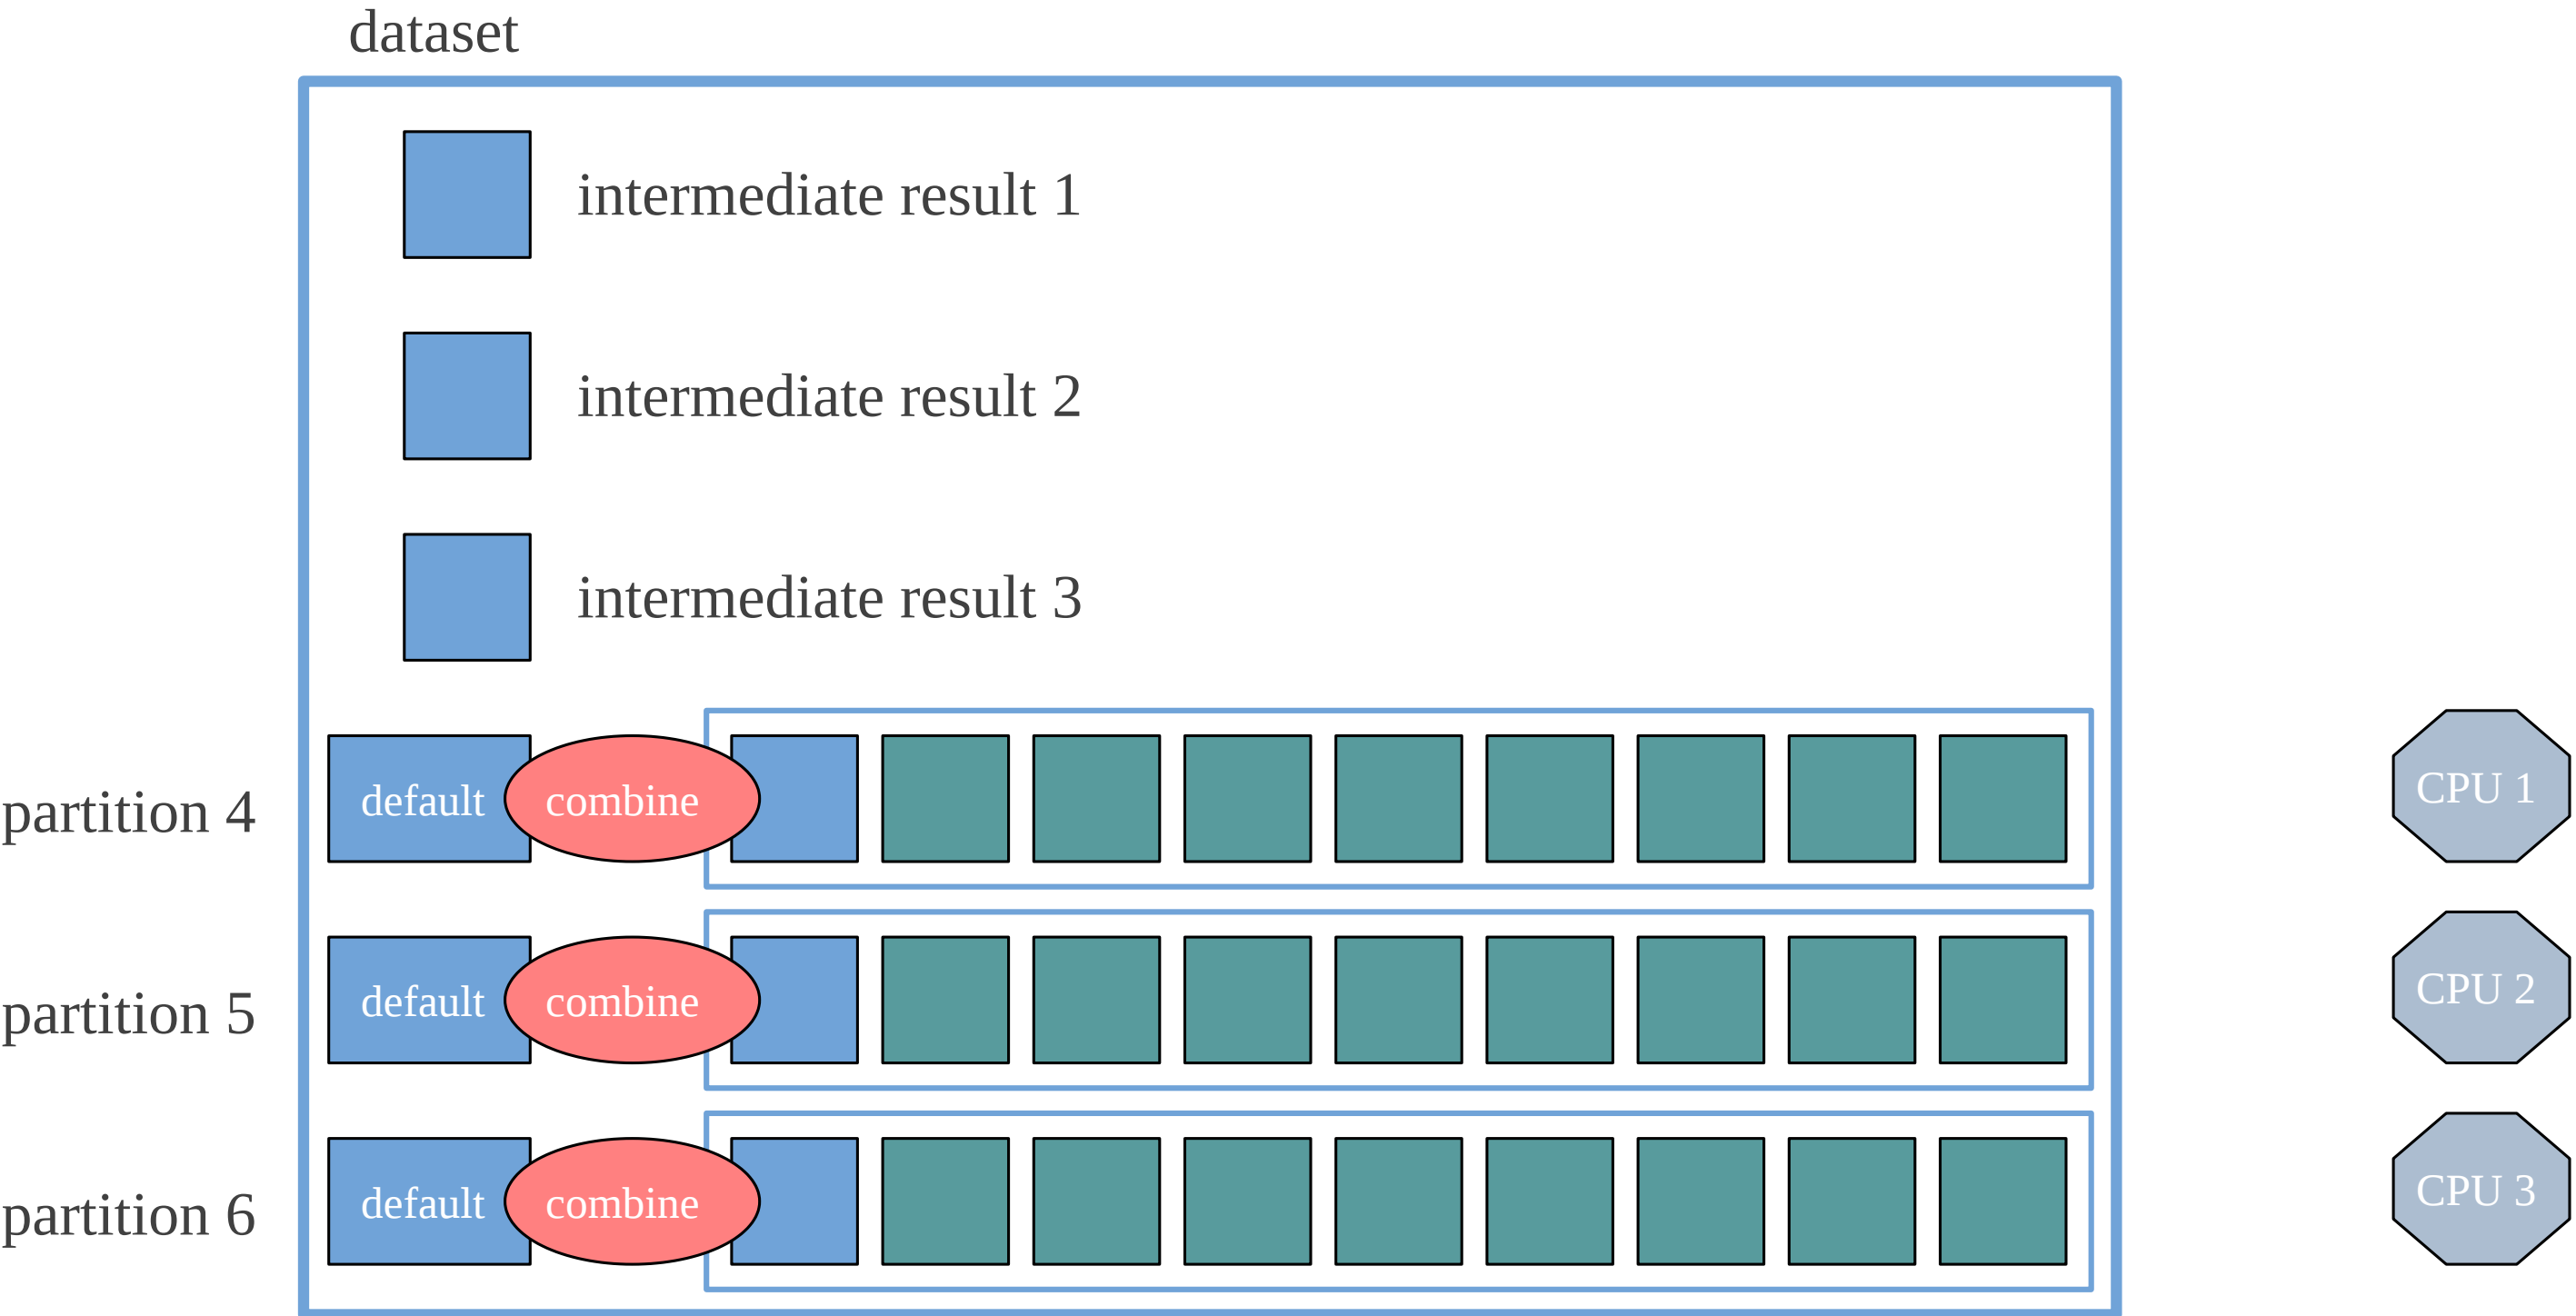 dataset
intermediate result 1
intermediate result 2
intermediate result 3
partition 4 default combine CPU 1
partition 5 default combine CPU 2
partition 6 default combine CPU 3